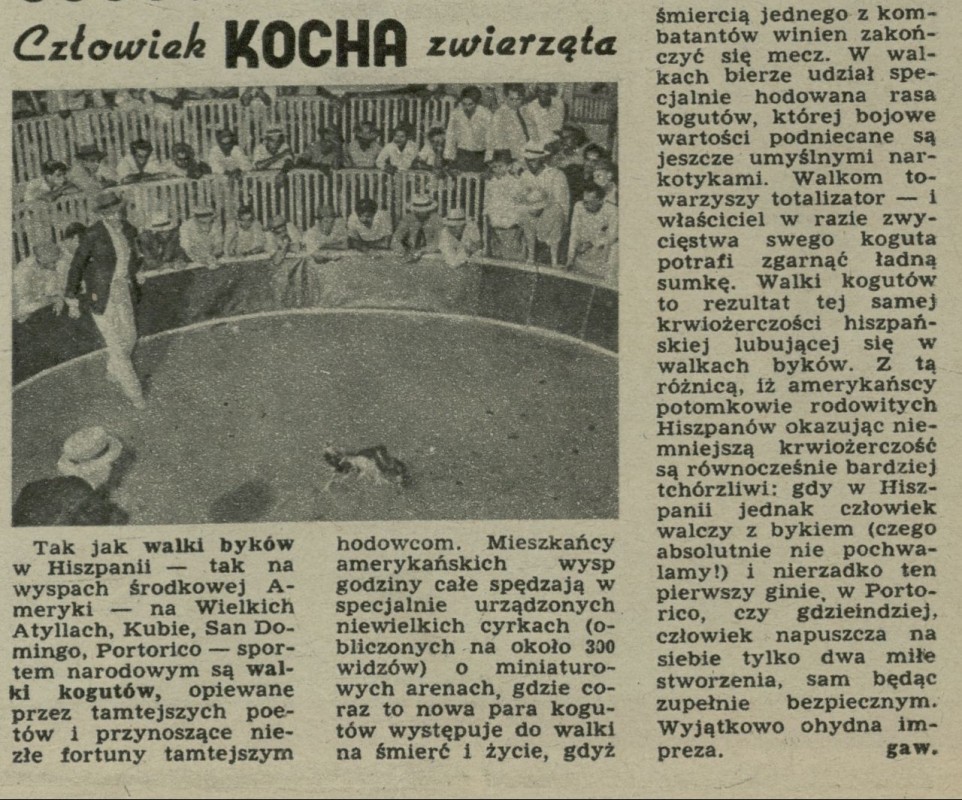 Człowiek KOCHA zwierzęta
Tak jak walki byków
w Hiszpanii — tak na
wyspach środkowej A-
meryki — na Wielkich
Atyllach, Kubie, San Do-
mingo, Portorico — spor-
tem narodowym są wal-
ki kogutów, opiewane
przez tamtejszych poe-
tów i przynoszące nie-
złe fortuny tamtejszym
hodowcom. Mieszkańcy
amerykańskich wysp
godziny całe spędzają w
specjalnie urządzonych
niewielkich cyrkach (o-
bliczonych na około 300
widzów) o miniaturo-
wych arenach, gdzie co-
raz to nowa para kogu-
tów występuje do walki
na śmierć i życie, gdyż
śmiercią jednego z kom-
batantów winien zakoń-
czyć się mecz. W wal-
kach bierze udział spe-
cjalnie hodowana rasa
kogutów, której bojowe
wartości podniecane są
jeszcze umyślnymi nar-
kotykami. Walkom to-
warzyszy totalizator — i
właściciel w razie zwy-
cięstwa swego koguta
potrafi zgarnąć ładną
sumkę. Walki kogutów
to rezultat tej samej
krwiożerczości hiszpań-
skiej lubującej się w
walkach byków. Z tą
różnicą, iż amerykańscy
potomkowie rodowitych
Hiszpanów okazując nie-
mniejszą krwiożerczość
są równocześnie bardziej
tchórzliwi: gdy w Hisz-
panii jednak człowiek
walczy z bykiem (czego
absolutnie nie pochwa-
lamy!) i nierzadko ten
pierwszy ginie, w Porto-
rico, czy gdzieindziej,
człowiek napuszcza na
siebie tylko dwa miłe
stworzenia, sam będąc
zupełnie bezpiecznym.
Wyjątkowo ohydna im-
preza. gaw.